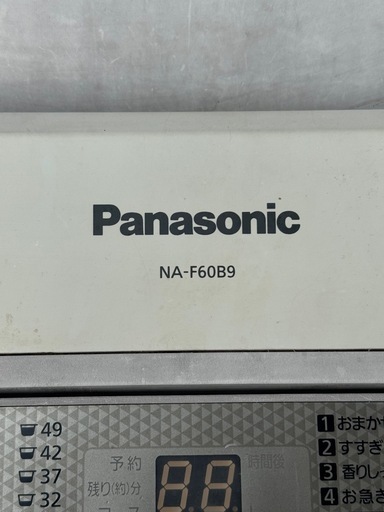 Panasonic
NA-F60B9
49
42
37
32
予約
残り(約)分
時間後
1 おまか
2 すすぎ
3 香りし
4 お急ぎ